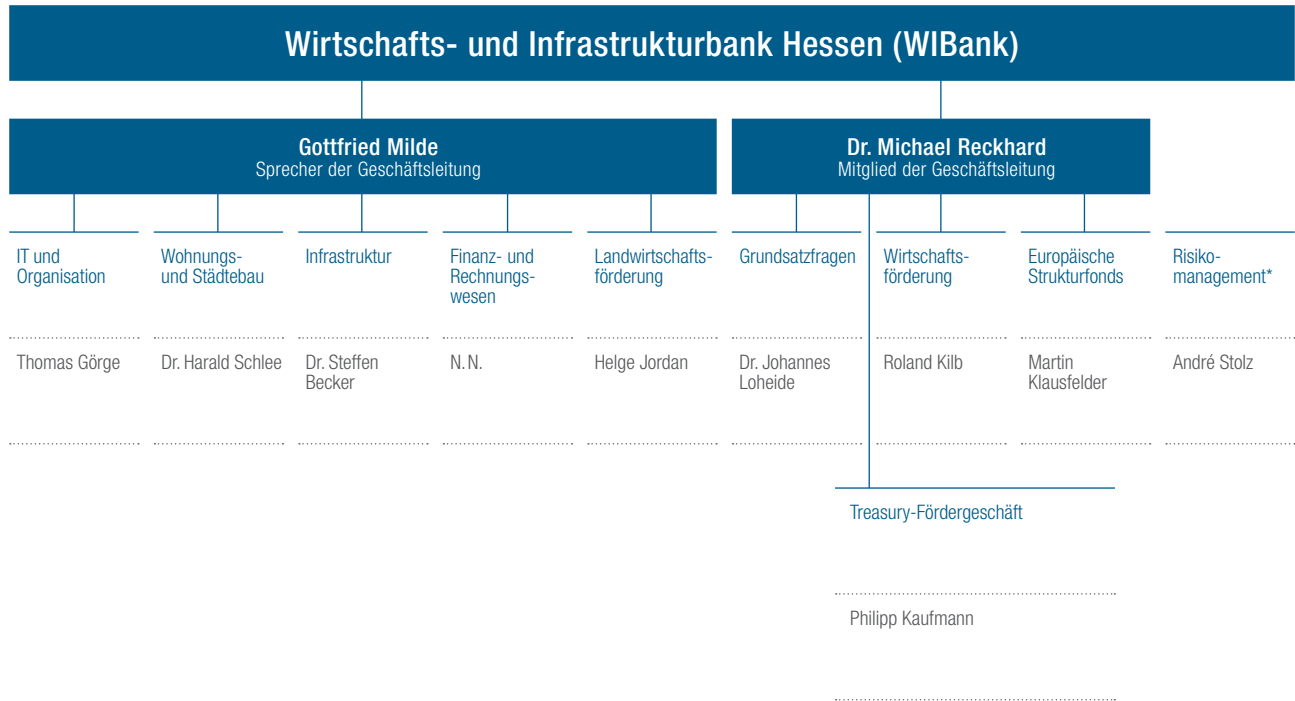 Wirtschafts- und Infrastrukturbank Hessen (WIBank)
Gottfried Milde
Sprecher der Geschäftsleitung
Dr. Michael Reckhard
Mitglied der Geschäftsleitung
IT und
Organisation
Wohnungs-
und Städtebau
Infrastruktur
Finanz- und
Rechnungs-
wesen
Landwirtschafts-
förderung
Grundsatzfragen
Wirtschafts-
förderung
Europäische
Strukturfonds
Risiko-
management*
Thomas Görge
Dr. Harald Schlee
Dr. Steffen
Becker
N. N.
Helge Jordan
Dr. Johannes
Loheide
Roland Kilb
Martin
Klausfelder
André Stolz
Treasury-Fördergeschäft
Philipp Kaufmann